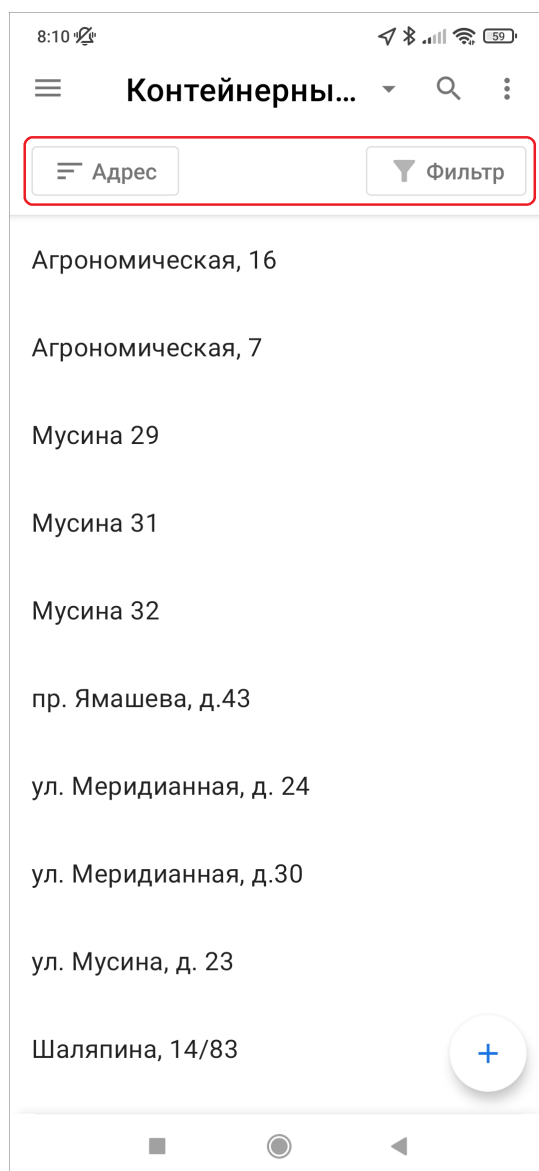 8:10
59
Контейнерны...
Адрес
Фильтр
Агрономическая, 16
Агрономическая, 7
Мусина 29
Мусина 31
Мусина 32
пр. Ямашева, д.43
ул. Меридианная, д. 24
ул. Меридианная, д.30
ул. Мусина, д. 23
Шаляпина, 14/83